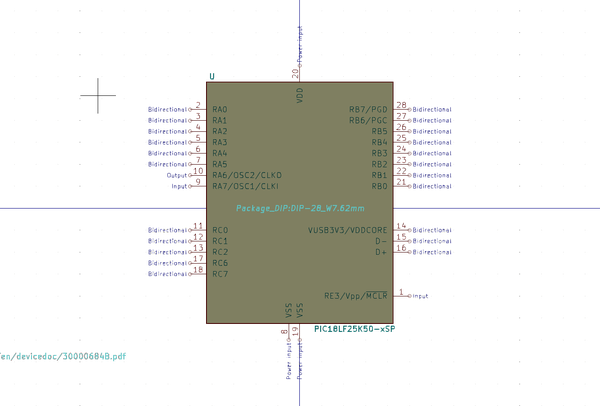 Power input
20
U
VDD
Bidirectional 2 RA0 RB7/PGD 28 Bidirectional
Bidirectional 3 RA1 RB6/PGC 27 Bidirectional
Bidirectional 4 RA2 RB5 26 Bidirectional
Bidirectional 5 RA3 RB4 25 Bidirectional
Bidirectional 6 RA4 RB3 24 Bidirectional
Bidirectional 7 RA5 RB2 23 Bidirectional
Output 10 RA6/OSC2/CLKO RB1 22 Bidirectional
Input 9 RA7/OSC1/CLKI RB0 21 Bidirectional
Package_DIP:DIP-28_W7.62mm
Bidirectional 11 RC0 VUSB3V3/VDDCORE 14 Bidirectional
Bidirectional 12 RC1 D- 15 Bidirectional
Bidirectional 13 RC2 D+ 16 Bidirectional
Bidirectional 17 RC6
Bidirectional 18 RC7
RE3/Vpp/MCLR 1 Input
VSS VSS
PIC18LF25K50-xSP
8 19
Power input Power input
/en/devicedoc/30000684B.pdf